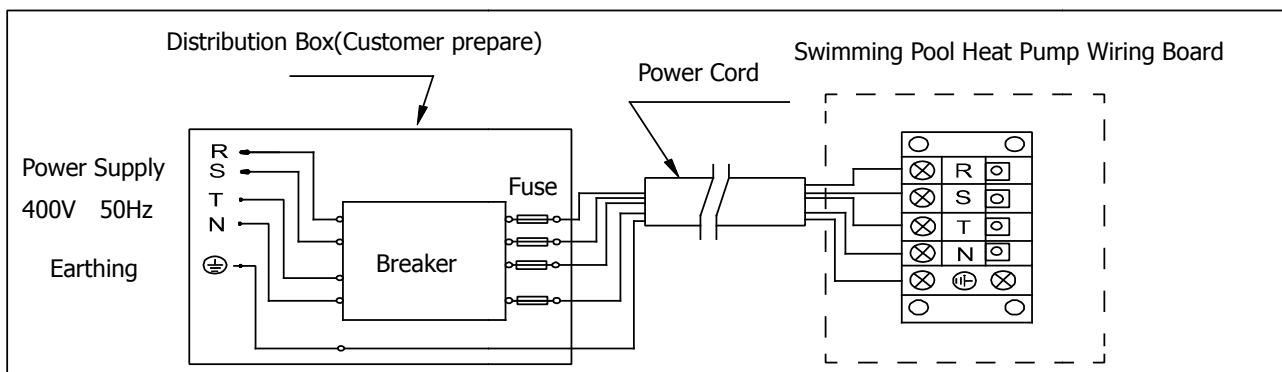 Distribution Box(Customer prepare)
Power Cord
Swimming Pool Heat Pump Wiring Board
Power Supply
400V 50Hz
Earthing
R
S
T
N
Fuse
Breaker
R
S
T
N